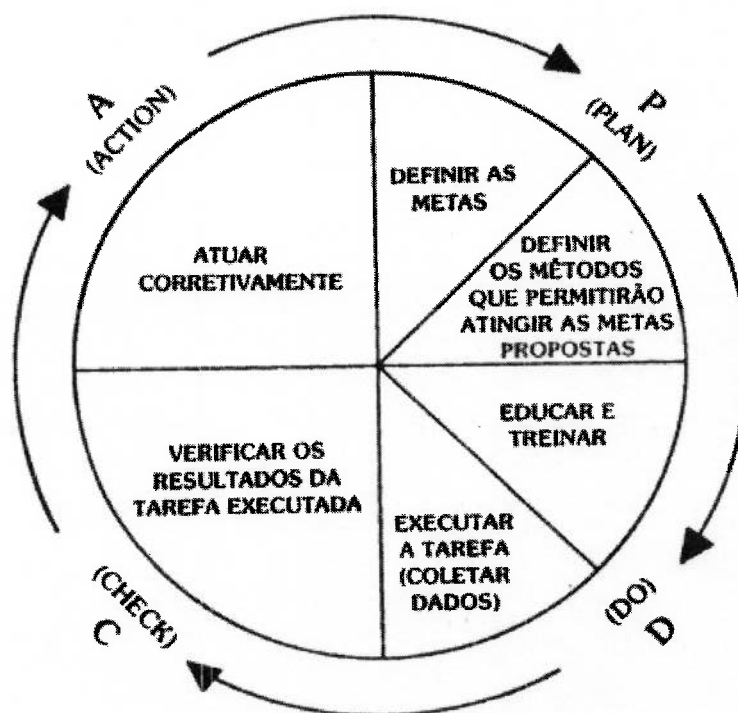 A
(ACTION)
P
(PLAN)
DEFINIR AS
METAS
DEFINIR
OS MÉTODOS
QUE PERMITIRÃO
ATINGIR AS METAS
PROPOSTAS
ATUAR
CORRETIVAMENTE
EDUCAR E
TREINAR
VERIFICAR OS
RESULTADOS DA
TAREFA EXECUTADA
EXECUTAR
A TAREFA
(COLETAR
DADOS)
(CHECK)
C
(DO)
D